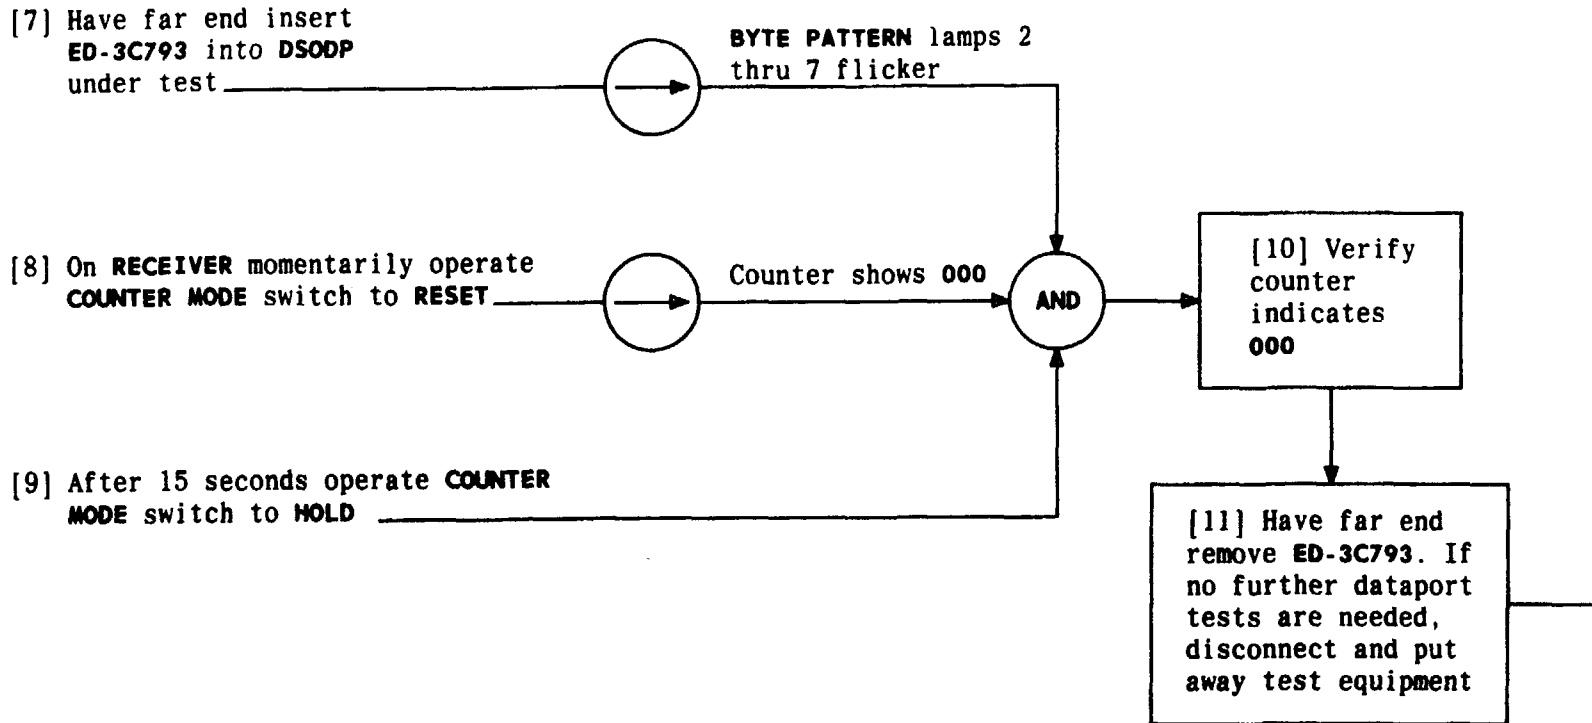 [7] Have far end insert
ED-3C793 into DSODP
under test
BYTE PATTERN lamps 2
thru 7 flicker
[8] On RECEIVER momentarily operate
COUNTER MODE switch to RESET
Counter shows 000
AND
[10] Verify
counter
indicates
000
[9] After 15 seconds operate COUNTER
MODE switch to HOLD
[11] Have far end
remove ED-3C793. If
no further dataport
tests are needed,
disconnect and put
away test equipment